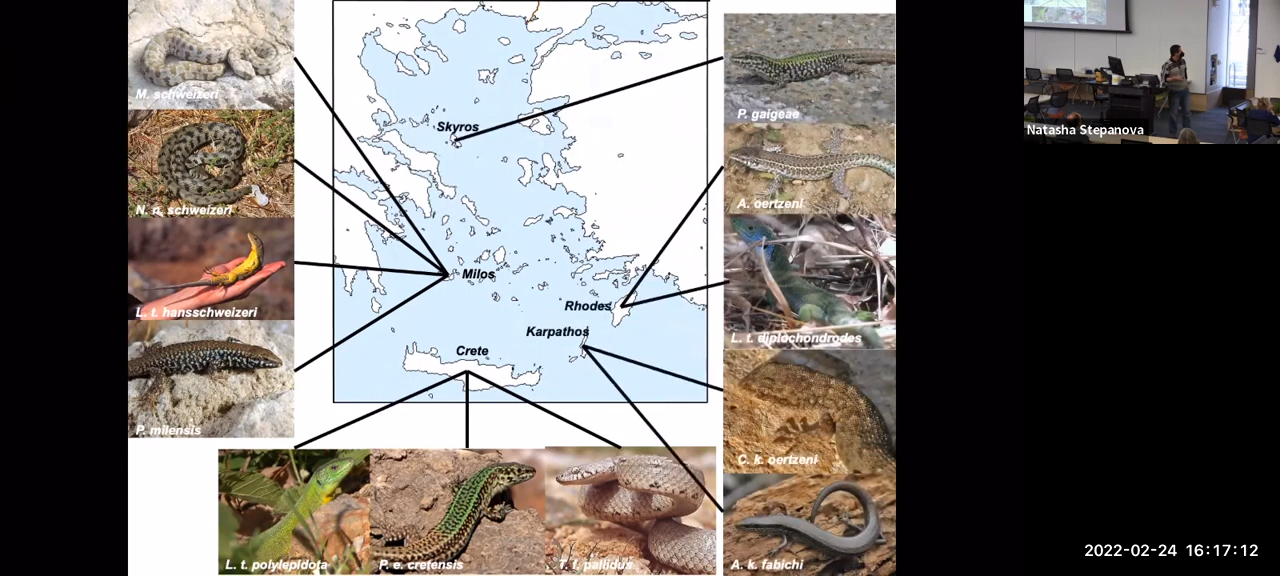 M. schweizeri
N. n. schweizeri
L. t. hansschweizeri
P. milensis
Skyros
Milos
Rhodes
Karpathos
Crete
P. gaigeae
A. oertzeni
L. t. diplochondrodes
C. k. oertzeni
A. k. fabichi
L. t. polylepidota
P. e. cretensis
T. f. pallidus
Natasha Stepanova
2022-02-24 16:17:12